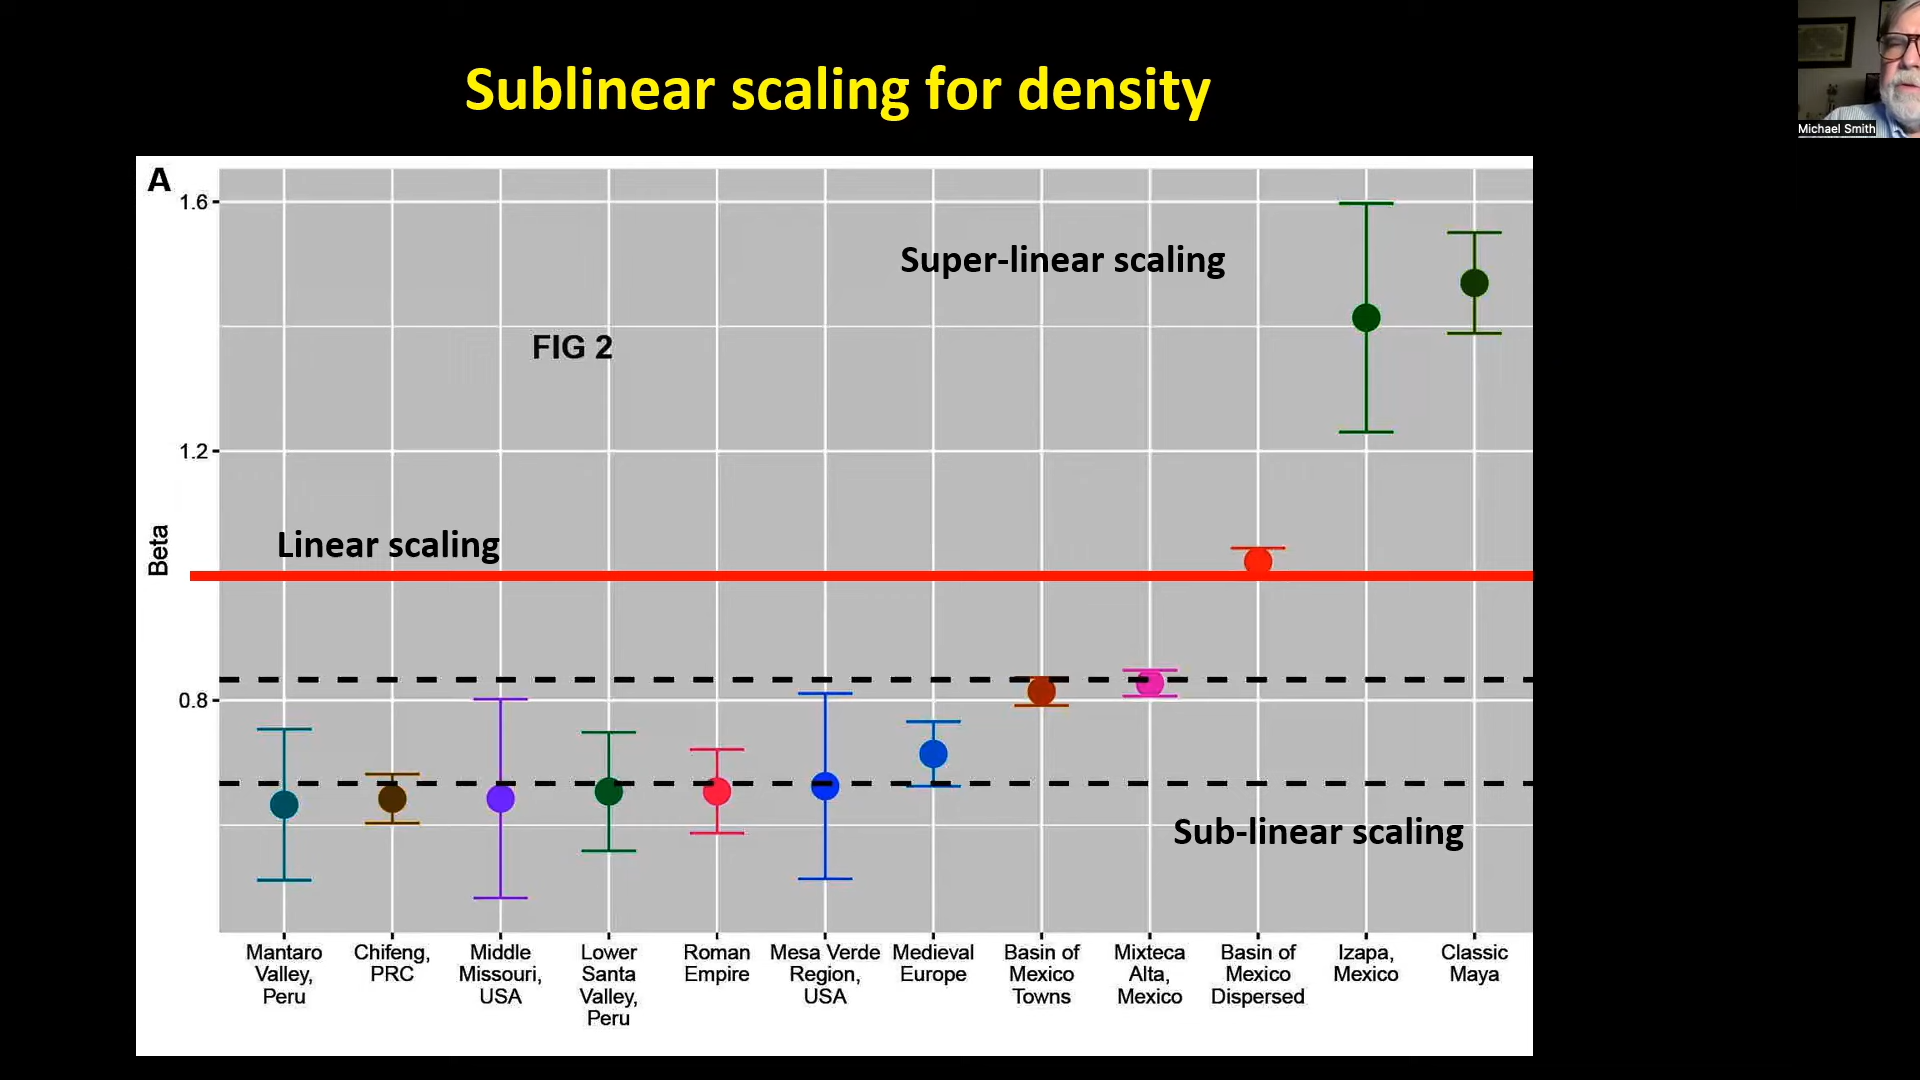 Sublinear scaling for density
Michael Smith
A
1.6
Super-linear scaling
FIG 2
1.2
Beta
Linear scaling
0.8
Sub-linear scaling
Mantaro
Valley,
Peru
Chifeng,
PRC
Middle
Missouri,
USA
Lower
Santa
Valley,
Peru
Roman
Empire
Mesa Verde
Region,
USA
Medieval
Europe
Basin of
Mexico
Towns
Mixteca
Alta,
Mexico
Basin of
Mexico
Dispersed
Izapa,
Mexico
Classic
Maya